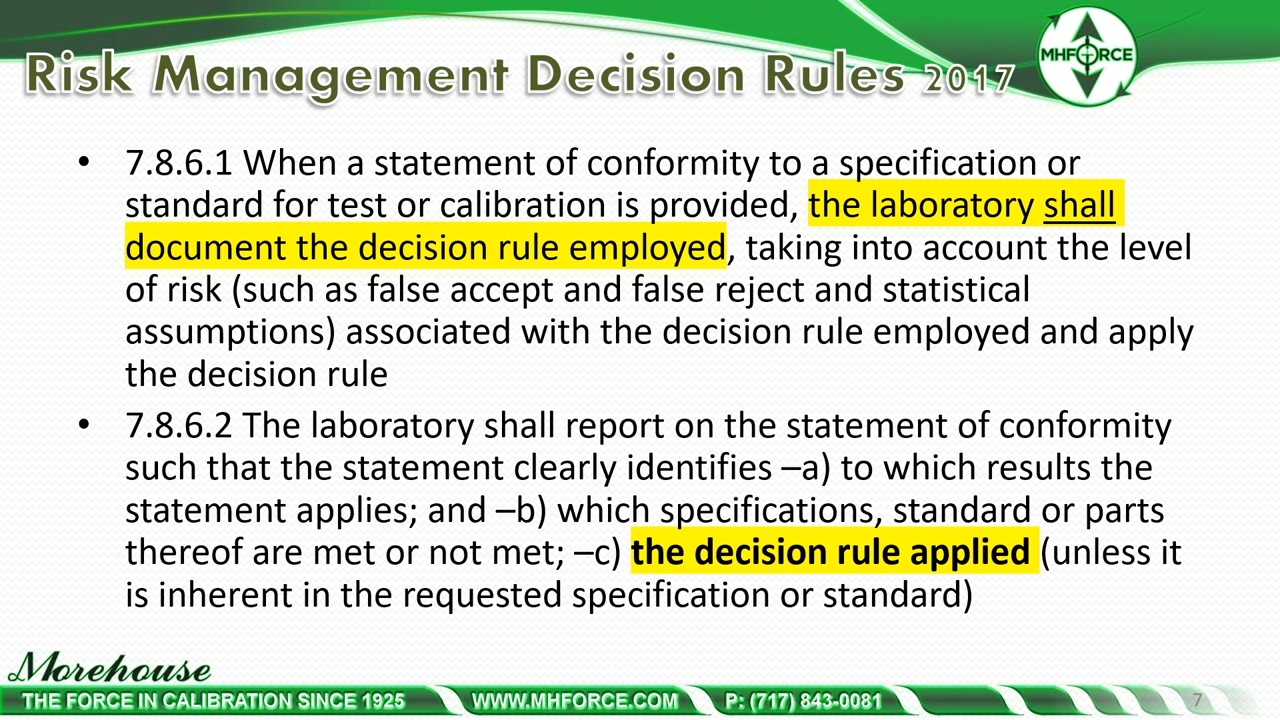 Risk Management Decision Rules 2017
MHFORCE
• 7.8.6.1 When a statement of conformity to a specification or
standard for test or calibration is provided, the laboratory shall
document the decision rule employed, taking into account the level
of risk (such as false accept and false reject and statistical
assumptions) associated with the decision rule employed and apply
the decision rule
• 7.8.6.2 The laboratory shall report on the statement of conformity
such that the statement clearly identifies –a) to which results the
statement applies; and –b) which specifications, standard or parts
thereof are met or not met; –c) the decision rule applied (unless it
is inherent in the requested specification or standard)
Morehouse
THE FORCE IN CALIBRATION SINCE 1925 WWW.MHFORCE.COM P: (717) 843-0081 7